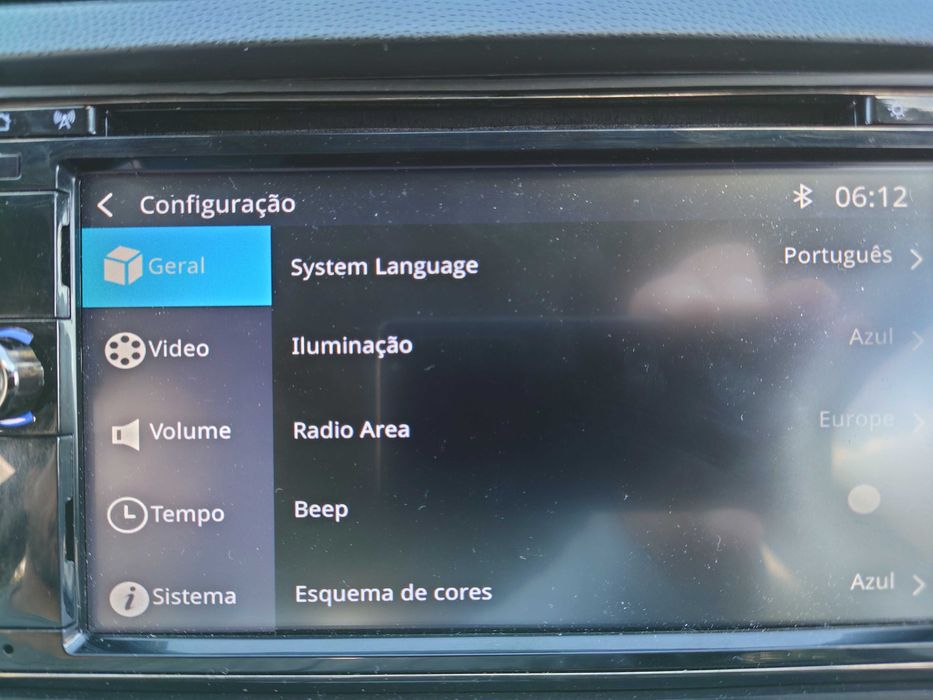 Configuração 06:12
Geral
Video
Volume
Tempo
Sistema
System Language Português
Iluminação Azul
Radio Area Europe
Beep
Esquema de cores Azul